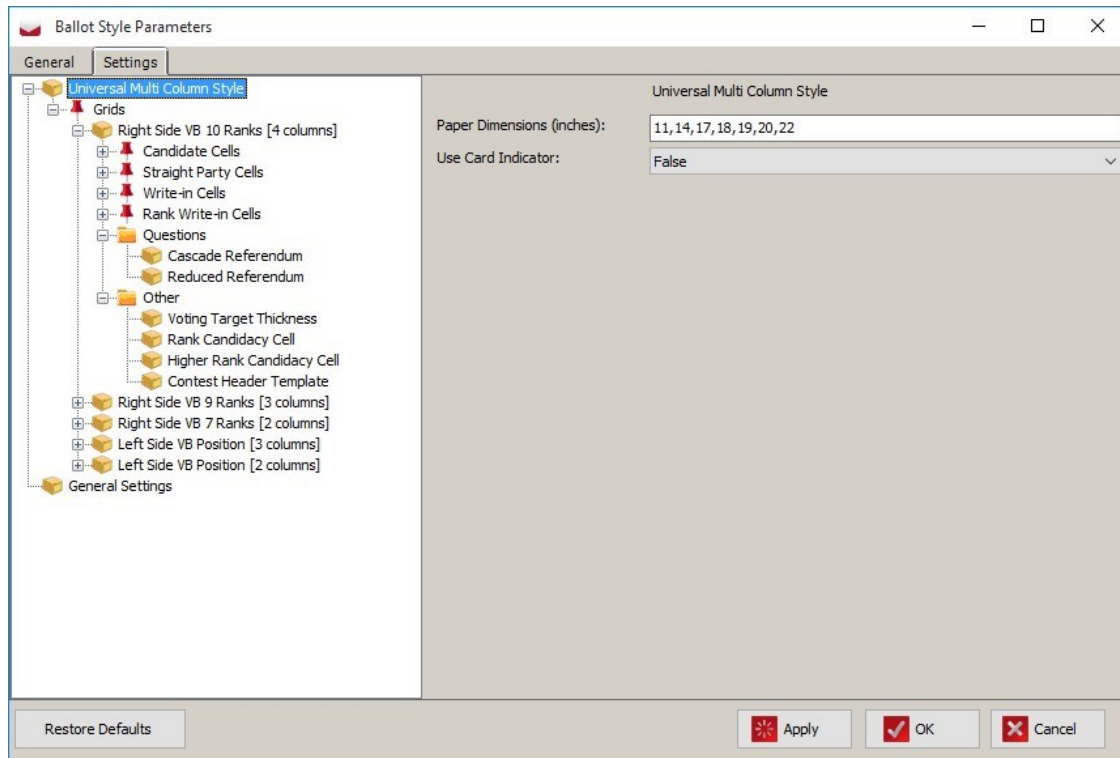 Ballot Style Parameters
General Settings
Universal Multi Column Style
Grids
Right Side VB 10 Ranks [4 columns]
Candidate Cells
Straight Party Cells
Write-in Cells
Rank Write-in Cells
Questions
Cascade Referendum
Reduced Referendum
Other
Voting Target Thickness
Rank Candidacy Cell
Higher Rank Candidacy Cell
Contest Header Template
Right Side VB 9 Ranks [3 columns]
Right Side VB 7 Ranks [2 columns]
Left Side VB Position [3 columns]
Left Side VB Position [2 columns]
General Settings
Universal Multi Column Style
Paper Dimensions (inches): 11,14,17,18,19,20,22
Use Card Indicator: False
Restore Defaults Apply OK Cancel